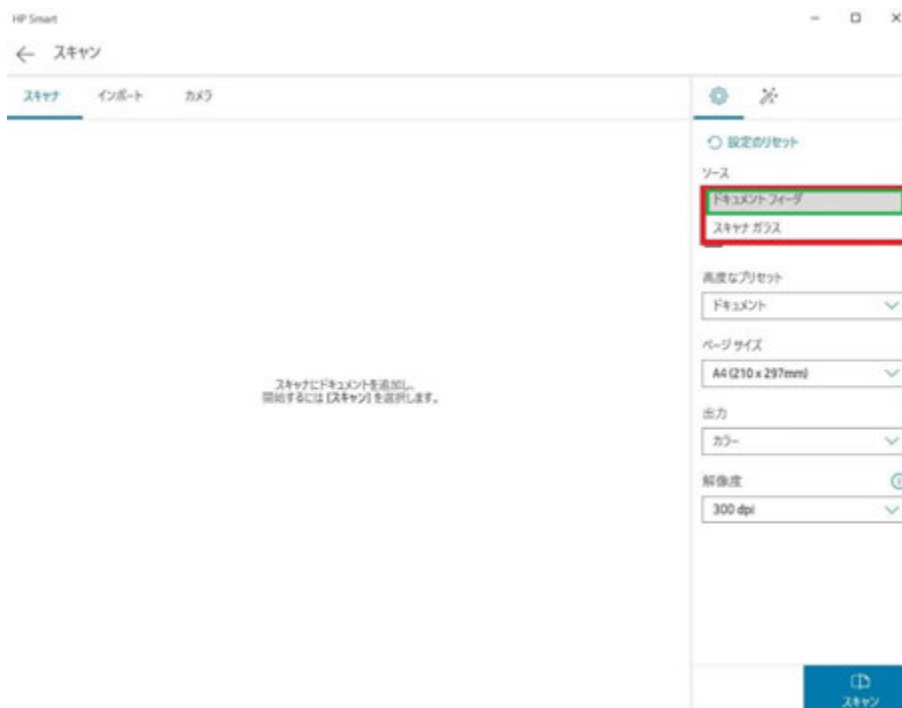 HP Smart
スキャン
スキャナ インポート カメラ
設定のリセット
ソース
ドキュメント フィーダ
スキャナ ガラス
高度なプリセット
ドキュメント
ページ サイズ
A4 (210 x 297mm)
出力
カラー
解像度
300 dpi
スキャナにドキュメントを追加し、
開始するには [スキャン] を選択します。
スキャン